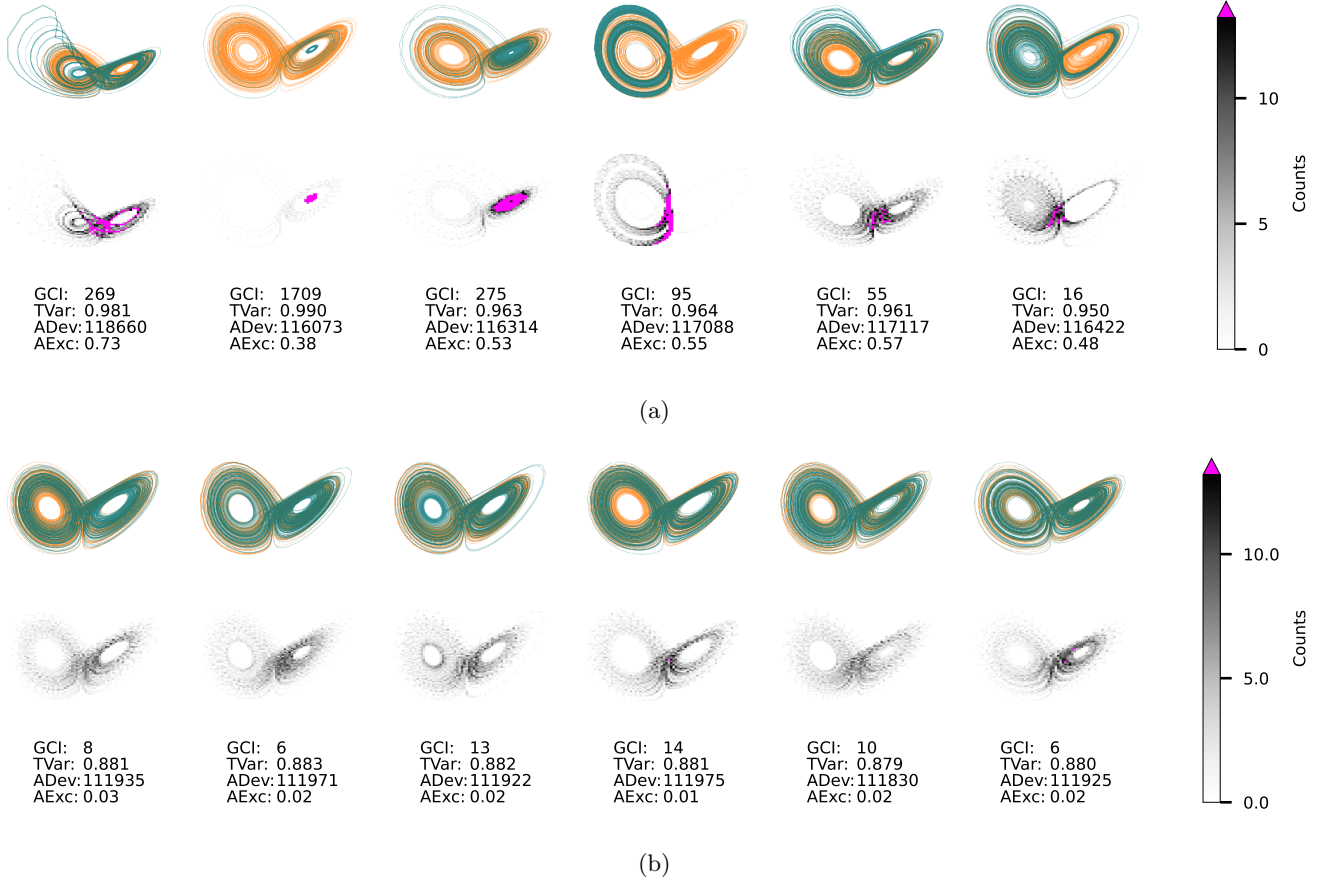 10
5
0
Counts
GCI: 269
TVar: 0.981
ADev: 118660
AExc: 0.73
GCI: 1709
TVar: 0.990
ADev: 116073
AExc: 0.38
GCI: 275
TVar: 0.963
ADev: 116314
AExc: 0.53
GCI: 95
TVar: 0.964
ADev: 117088
AExc: 0.55
GCI: 55
TVar: 0.961
ADev: 117117
AExc: 0.57
GCI: 16
TVar: 0.950
ADev: 116422
AExc: 0.48
(a)
10.0
5.0
0.0
Counts
GCI: 8
TVar: 0.881
ADev: 111935
AExc: 0.03
GCI: 6
TVar: 0.883
ADev: 111971
AExc: 0.02
GCI: 13
TVar: 0.882
ADev: 111922
AExc: 0.02
GCI: 14
TVar: 0.881
ADev: 111975
AExc: 0.01
GCI: 10
TVar: 0.879
ADev: 111830
AExc: 0.02
GCI: 6
TVar: 0.880
ADev: 111925
AExc: 0.02
(b)